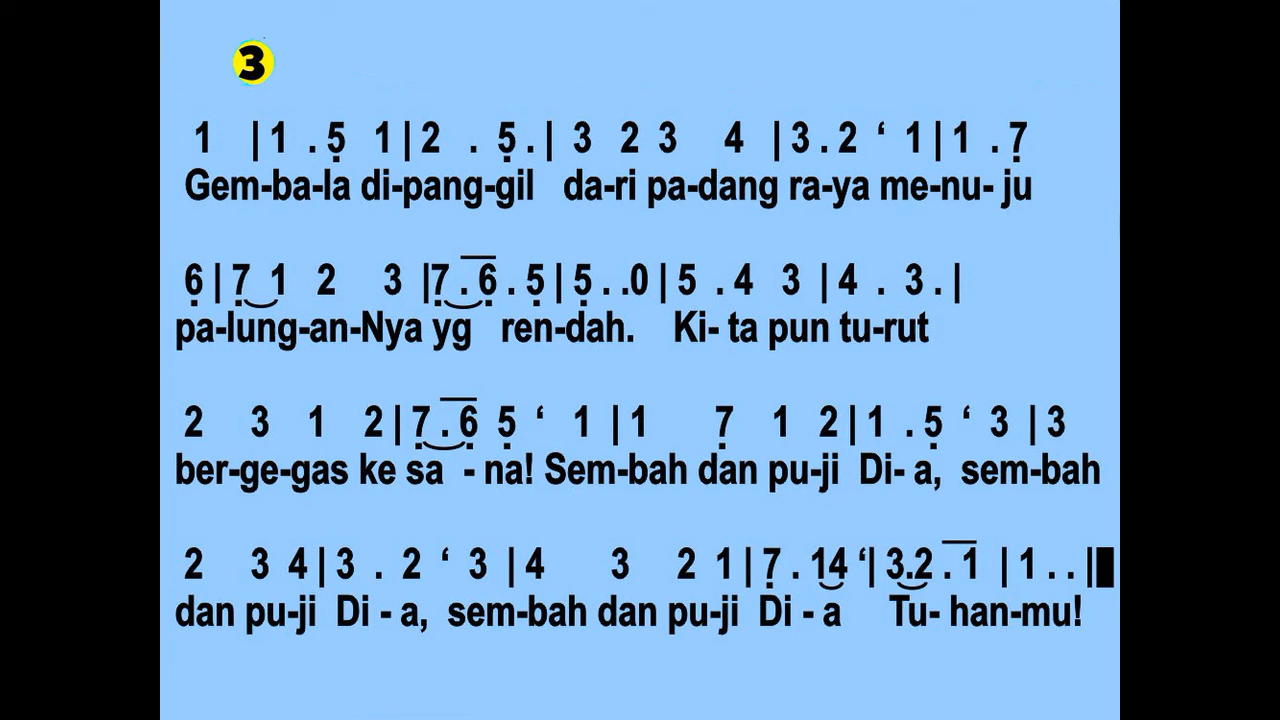 3
1 | 1 . 5̣ 1 | 2 . 5̣ . | 3 2 3 4 | 3 . 2 ‘ 1 | 1 . 7̣
Gem-ba-la di-pang-gil da-ri pa-dang ra-ya me-nu- ju
6̣ | 7̣ 1 2 3 | 7̣ . 6̣ . 5̣ | 5̣ . . 0 | 5 . 4 3 | 4 . 3 . |
pa-lung-an-Nya yg ren-dah. Ki- ta pun tu-rut
2 3 1 2 | 7̣ . 6̣ 5̣ ‘ 1 | 1 7̣ 1 2 | 1 . 5̣ ‘ 3 | 3
ber-ge-gas ke sa - na! Sem-bah dan pu-ji Di- a, sem-bah
2 3 4 | 3 . 2 ‘ 3 | 4 3 2 1 | 7̣ . 14 ‘ | 3.2 . 1 | 1 . . |
dan pu-ji Di - a, sem-bah dan pu-ji Di - a Tu- han-mu!